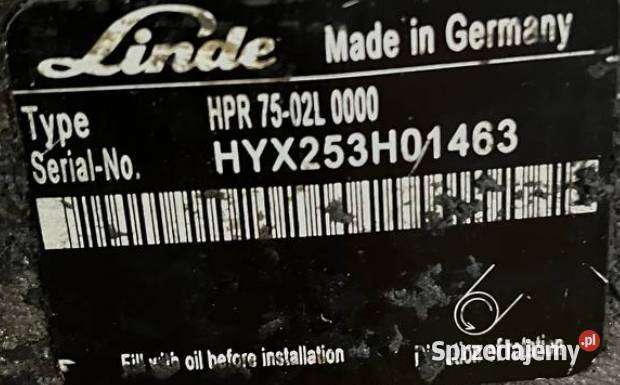 Linde Made in Germany
Type HPR 75-02L 0000
Serial-No. HYX253H01463
Fill with oil before installation
Sprzedajemy.pl